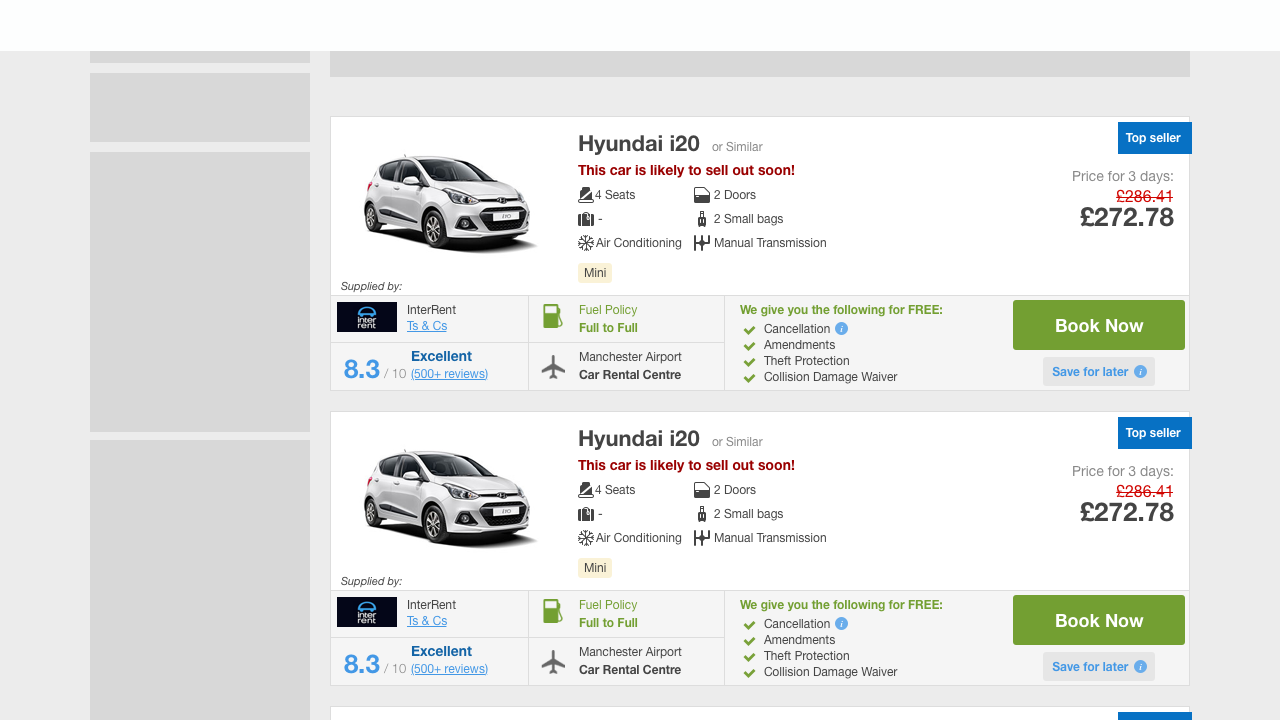 Top seller
Hyundai i20 or Similar
This car is likely to sell out soon!
Price for 3 days:
4 Seats 2 Doors
£286.41
- 2 Small bags
£272.78
Air Conditioning Manual Transmission
Mini
Supplied by:
inter
rent
InterRent
Ts & Cs
8.3 / 10
Excellent
(500+ reviews)
Fuel Policy
Full to Full
Manchester Airport
Car Rental Centre
We give you the following for FREE:
Cancellation i
Amendments
Theft Protection
Collision Damage Waiver
Book Now
Save for later i
Top seller
Hyundai i20 or Similar
This car is likely to sell out soon!
Price for 3 days:
4 Seats 2 Doors
£286.41
- 2 Small bags
£272.78
Air Conditioning Manual Transmission
Mini
Supplied by:
inter
rent
InterRent
Ts & Cs
8.3 / 10
Excellent
(500+ reviews)
Fuel Policy
Full to Full
Manchester Airport
Car Rental Centre
We give you the following for FREE:
Cancellation i
Amendments
Theft Protection
Collision Damage Waiver
Book Now
Save for later i